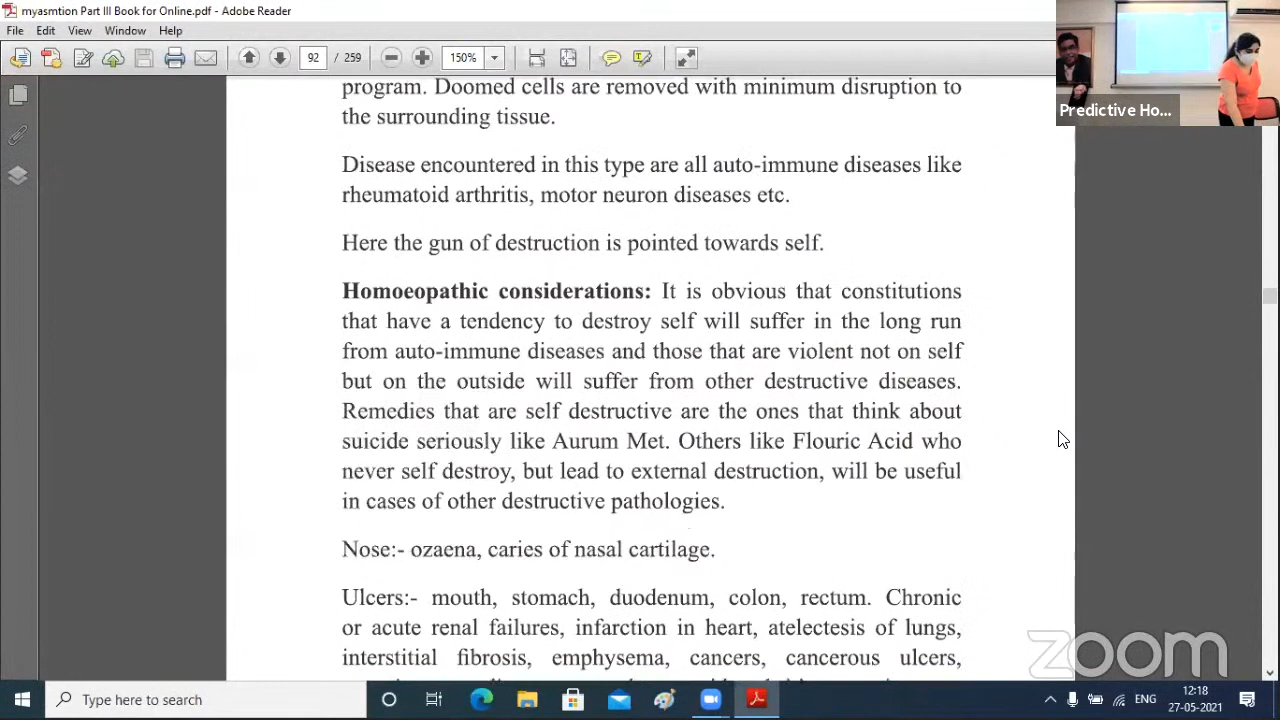 myasmtion Part III Book for Online.pdf - Adobe Reader
File Edit View Window Help
92 / 259 150%
Predictive Ho...
program. Doomed cells are removed with minimum disruption to
the surrounding tissue.
Disease encountered in this type are all auto-immune diseases like
rheumatoid arthritis, motor neuron diseases etc.
Here the gun of destruction is pointed towards self.
Homoeopathic considerations: It is obvious that constitutions
that have a tendency to destroy self will suffer in the long run
from auto-immune diseases and those that are violent not on self
but on the outside will suffer from other destructive diseases.
Remedies that are self destructive are the ones that think about
suicide seriously like Aurum Met. Others like Flouric Acid who
never self destroy, but lead to external destruction, will be useful
in cases of other destructive pathologies.
Nose:- ozaena, caries of nasal cartilage.
Ulcers:- mouth, stomach, duodenum, colon, rectum. Chronic
or acute renal failures, infarction in heart, atelectesis of lungs,
interstitial fibrosis, emphysema, cancers, cancerous ulcers,
zoom
Type here to search
ENG
12:18
27-05-2021